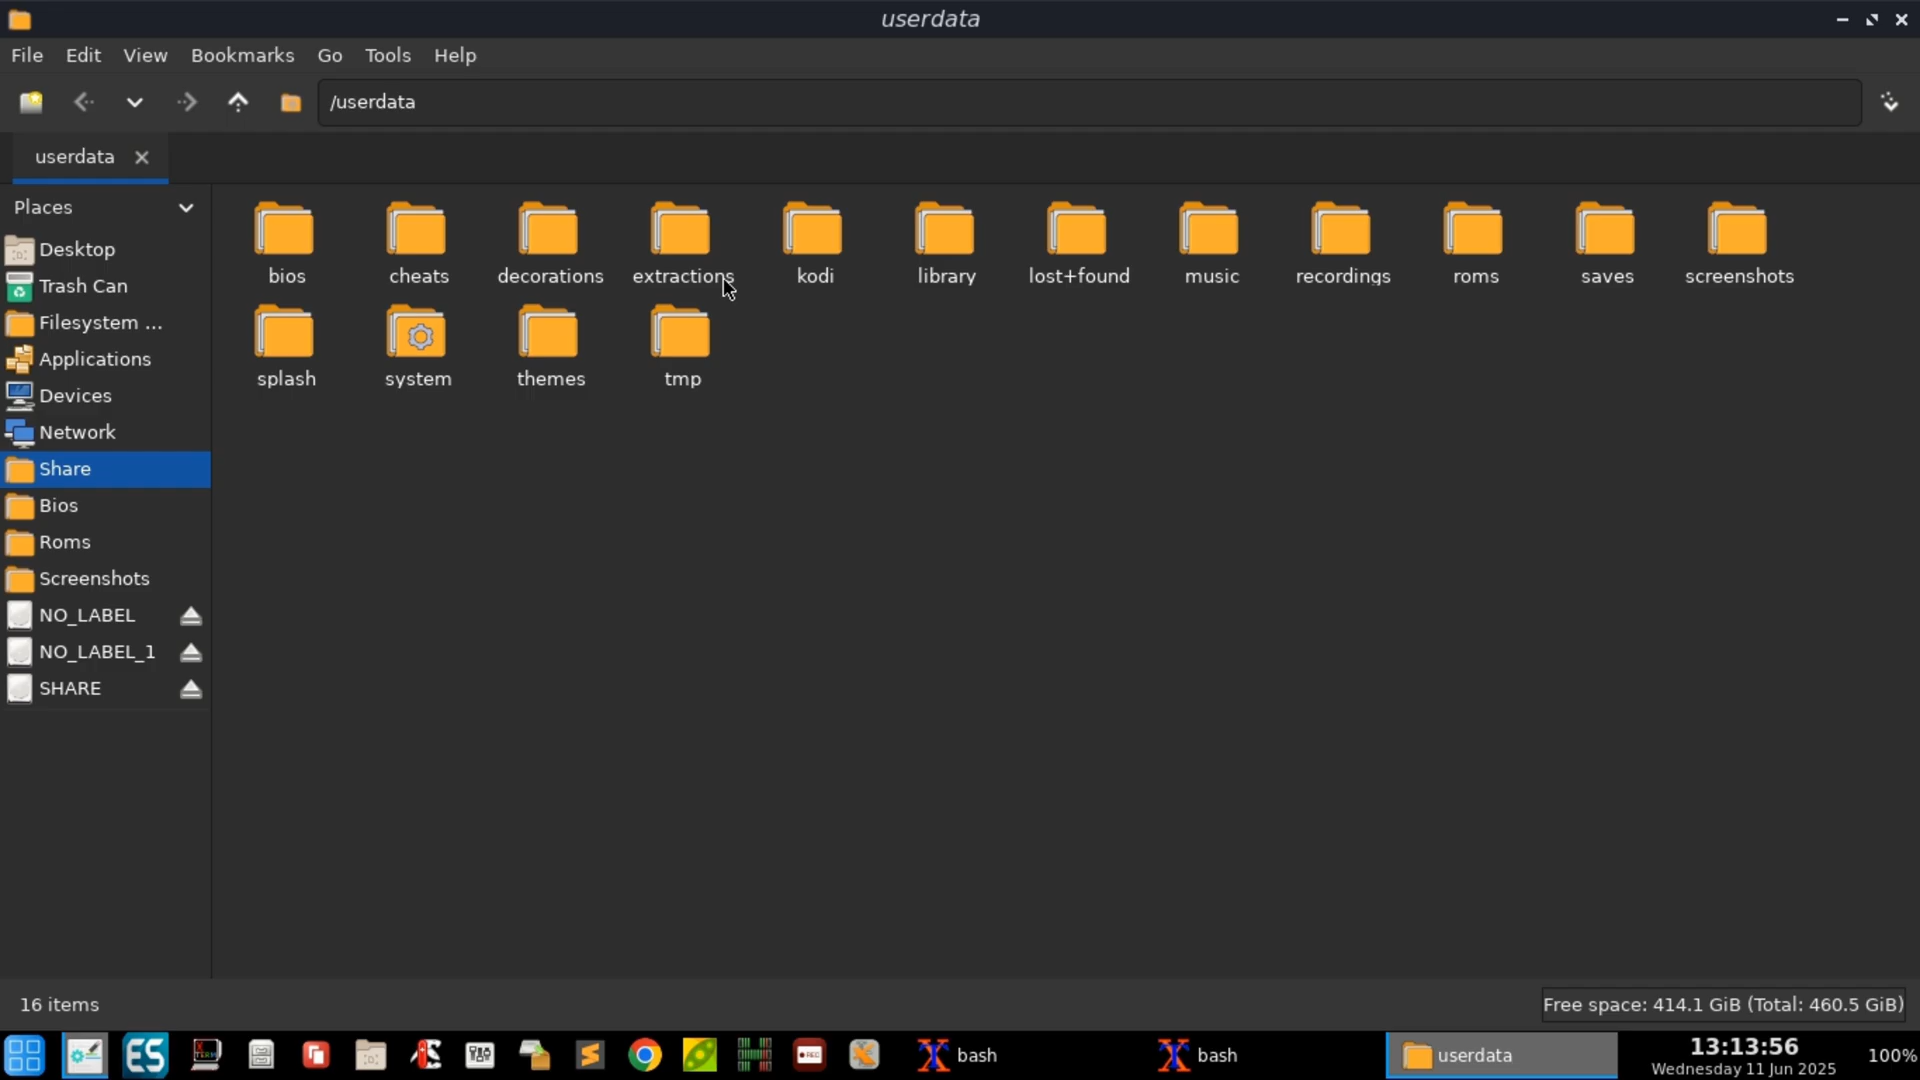 userdata
File Edit View Bookmarks Go Tools Help
/userdata
userdata
Places
Desktop
Trash Can
Filesystem ...
Applications
Devices
Network
Share
Bios
Roms
Screenshots
NO_LABEL
NO_LABEL_1
SHARE
bios cheats decorations extractions kodi library lost+found music recordings roms saves screenshots
splash system themes tmp
16 items
Free space: 414.1 GiB (Total: 460.5 GiB)
ES
bash
bash
userdata
13:13:56
Wednesday 11 Jun 2025
100%